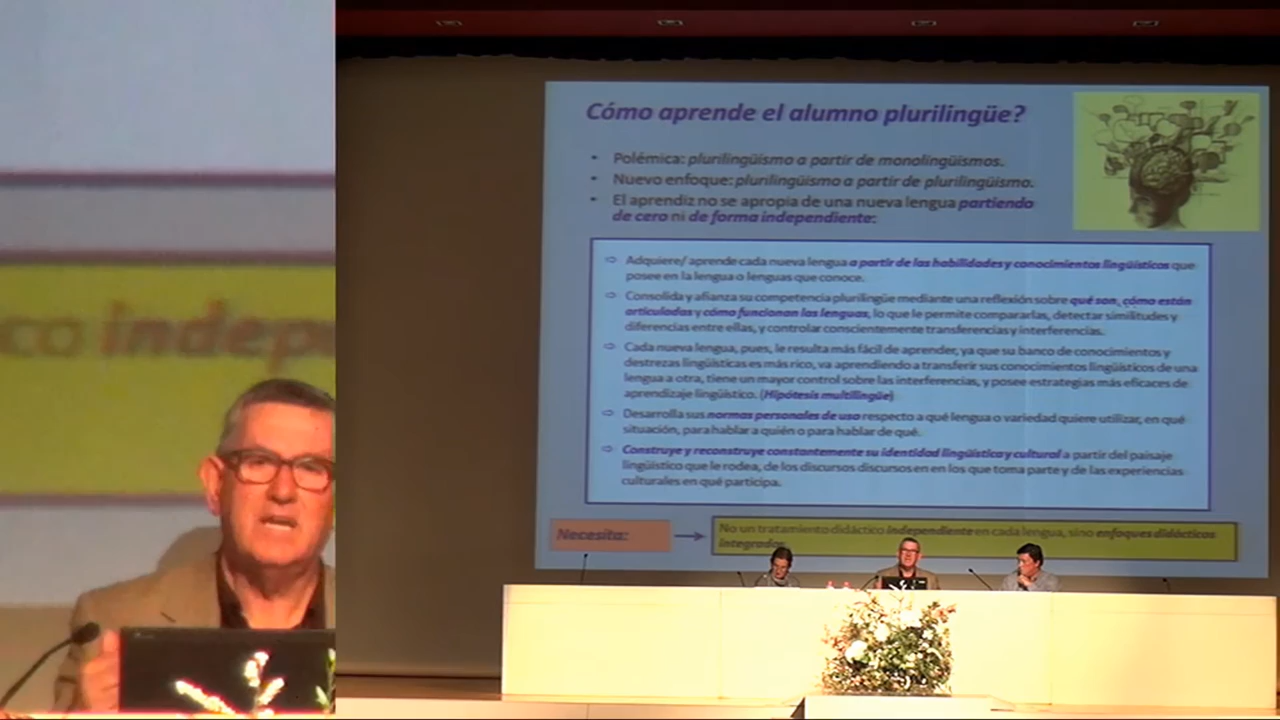 co indep
Cómo aprende el alumno plurilingüe?
• Polémica: plurilingüismo a partir de monolingüismos.
• Nuevo enfoque: plurilingüismo a partir de plurilingüismo.
• El aprendiz no se apropia de una nueva lengua partiendo
de cero ni de forma independiente:
⇨ Adquiere/ aprende cada nueva lengua a partir de las habilidades y conocimientos lingüísticos que
posee en la lengua o lenguas que conoce.
⇨ Consolida y afianza su competencia plurilingüe mediante una reflexión sobre qué son, cómo están
articuladas y cómo funcionan las lenguas, lo que le permite compararlas, detectar similitudes y
diferencias entre ellas, y controlar conscientemente transferencias y interferencias.
⇨ Cada nueva lengua, pues, le resulta más fácil de aprender, ya que su banco de conocimientos y
destrezas lingüísticas es más rico, va aprendiendo a transferir sus conocimientos lingüísticos de una
lengua a otra, tiene un mayor control sobre las interferencias, y posee estrategias más eficaces de
aprendizaje lingüístico. (Hipótesis multilingüe)
⇨ Desarrolla sus normas personales de uso respecto a qué lengua o variedad quiere utilizar, en qué
situación, para hablar a quién o para hablar de qué.
⇨ Construye y reconstruye constantemente su identidad lingüística y cultural a partir del paisaje
lingüístico que le rodea, de los discursos discursos en en los que toma parte y de las experiencias
culturales en qué participa.
Necesita:
No un tratamiento didáctico independiente en cada lengua, sino enfoques didácticos
integrados